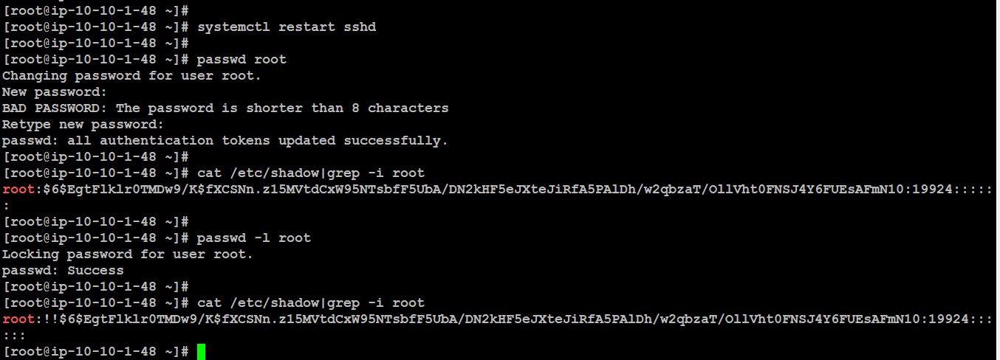 [root@ip-10-10-1-48 ~]#
[root@ip-10-10-1-48 ~]# systemctl restart sshd
[root@ip-10-10-1-48 ~]#
[root@ip-10-10-1-48 ~]# passwd root
Changing password for user root.
New password:
BAD PASSWORD: The password is shorter than 8 characters
Retype new password:
passwd: all authentication tokens updated successfully.
[root@ip-10-10-1-48 ~]#
[root@ip-10-10-1-48 ~]# cat /etc/shadow|grep -i root
root:$6$EgtFlklr0TMDw9/K$fXCSNn.z15MVtdCxW95NTsbfF5UbA/DN2kHF5eJXteJiRfA5PAlDh/w2qbzaT/OllVht0FNSJ4Y6FUEsAFmN10:19924:::::
:
[root@ip-10-10-1-48 ~]#
[root@ip-10-10-1-48 ~]# passwd -l root
Locking password for user root.
passwd: Success
[root@ip-10-10-1-48 ~]#
[root@ip-10-10-1-48 ~]# cat /etc/shadow|grep -i root
root:!!$6$EgtFlklr0TMDw9/K$fXCSNn.z15MVtdCxW95NTsbfF5UbA/DN2kHF5eJXteJiRfA5PAlDh/w2qbzaT/OllVht0FNSJ4Y6FUEsAFmN10:19924:::
:::
[root@ip-10-10-1-48 ~]#